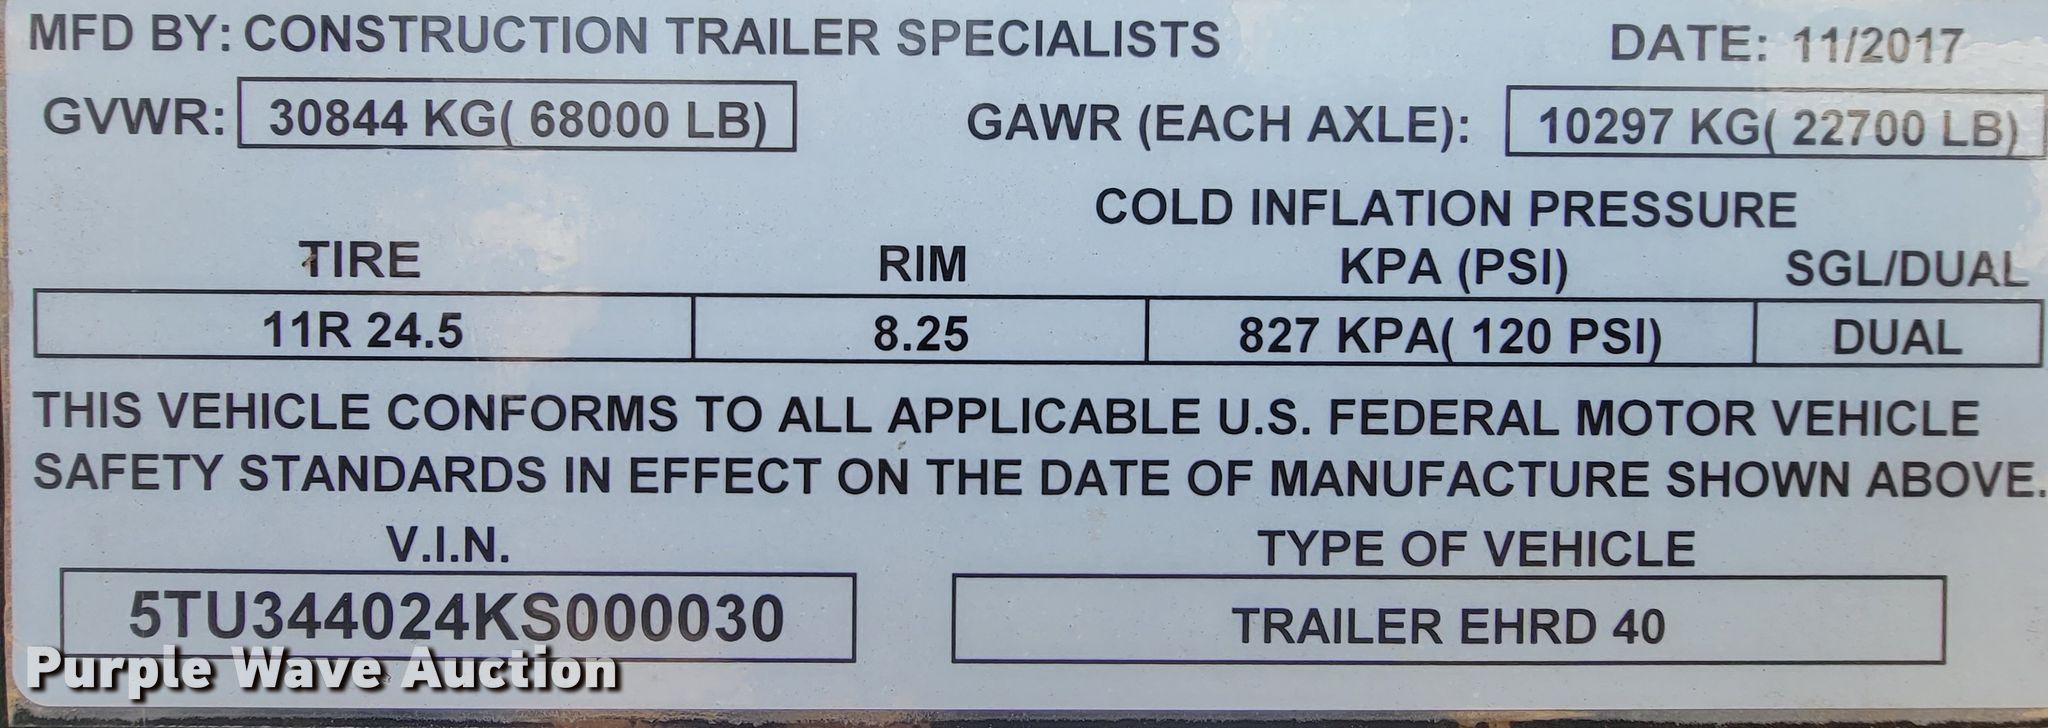 MFD BY: CONSTRUCTION TRAILER SPECIALISTS DATE: 11/2017
GVWR: 30844 KG( 68000 LB) GAWR (EACH AXLE): 10297 KG( 22700 LB)
COLD INFLATION PRESSURE
TIRE RIM KPA (PSI) SGL/DUAL
11R 24.5 8.25 827 KPA( 120 PSI) DUAL
THIS VEHICLE CONFORMS TO ALL APPLICABLE U.S. FEDERAL MOTOR VEHICLE
SAFETY STANDARDS IN EFFECT ON THE DATE OF MANUFACTURE SHOWN ABOVE.
V.I.N. TYPE OF VEHICLE
5TU344024KS000030 TRAILER EHRD 40
Purple Wave Auction